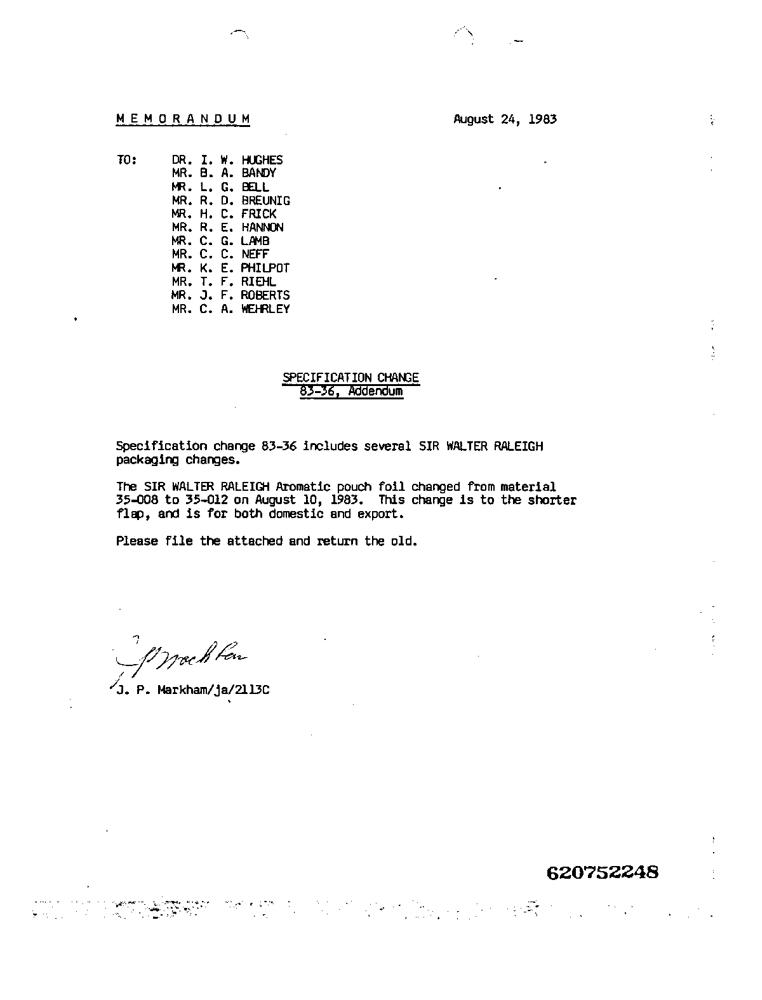 MEMORANDUM August 24, 1983
TO: DR. I. W. HUGHES
MR. B. A. BANDY
MR. L. G. BELL
MR. R. D. BREUNIG
MR. H. C. FRICK
MR. R. E. HANNON
MR. C. G. LAMB
MR. C. C. NEFF
MR. K. E. PHILPOT
MR. T. F. RIEHL
MR. J. F. ROBERTS
MR. C. A. WEHRLEY
SPECIFICATION CHANGE
83-36, Addendum
Specification change 83-36 includes several SIR WALTER RALEIGH
packaging changes.
The SIR WALTER RALEIGH Aromatic pouch foil changed from material
35-008 to 35-012 on August 10, 1983. This change is to the shorter
flap, and is for both domestic and export.
Please file the attached and return the old.
J. P. Markham/ja/2113C
620752248